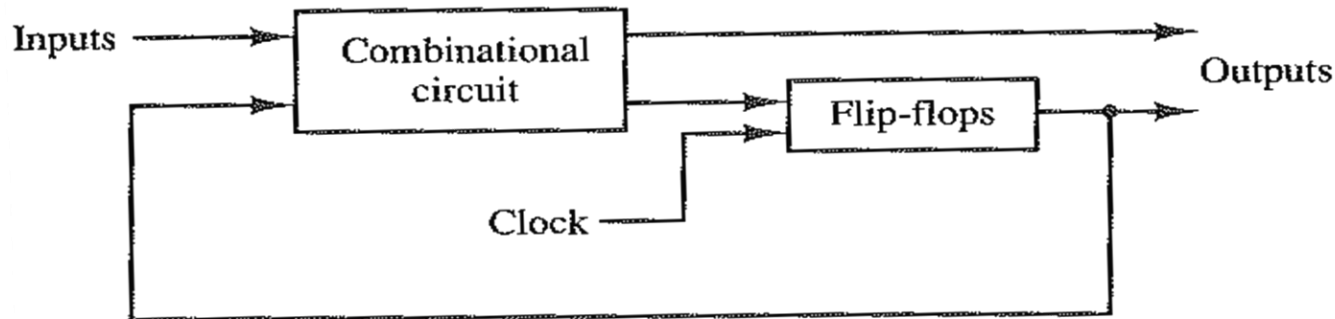 Inputs
Combinational
circuit
Outputs
Flip-flops
Clock